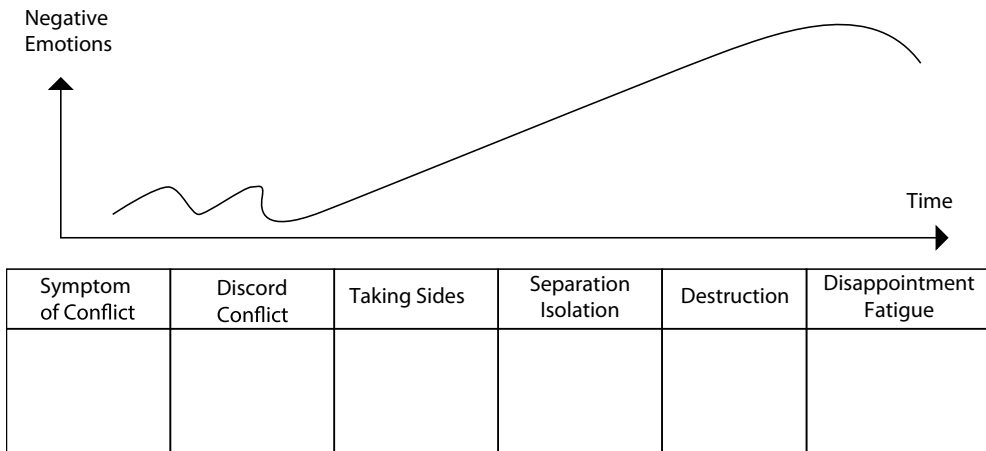 Negative
Emotions
Time
Symptom
of Conflict
Discord
Conflict
Taking Sides
Separation
Isolation
Destruction
Disappointment
Fatigue